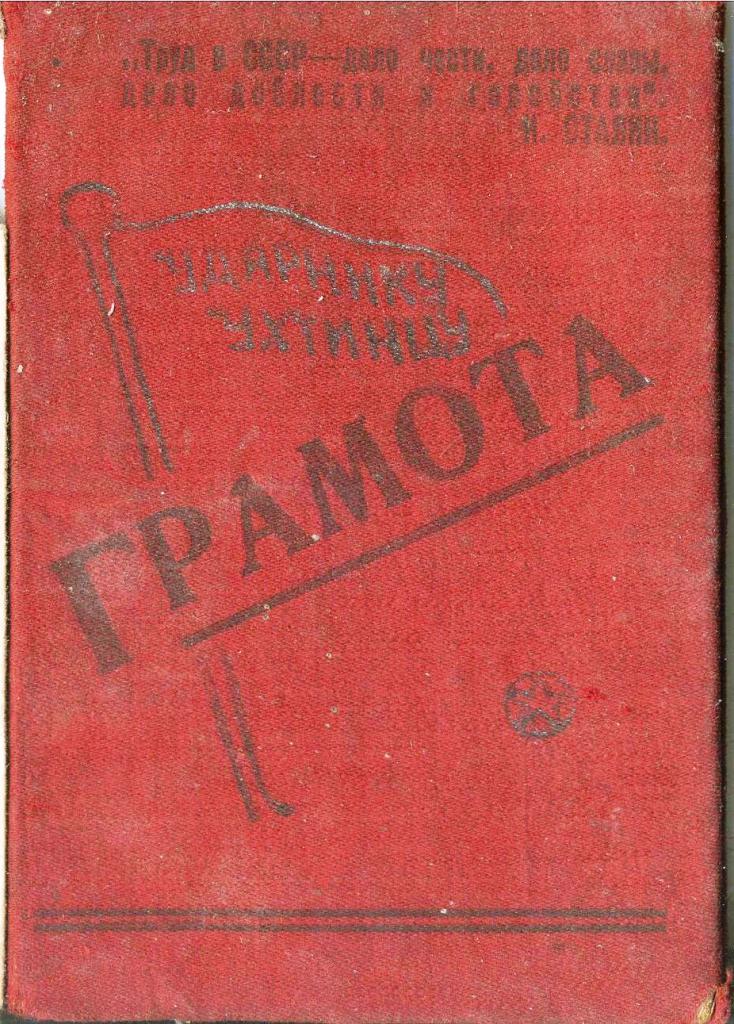 „Труд в СССР—дело чести, дело славы,
дело доблести и геройства“.
И. СТАЛИН.
УДАРНИКУ
УХТИНЦУ
ГРАМОТА